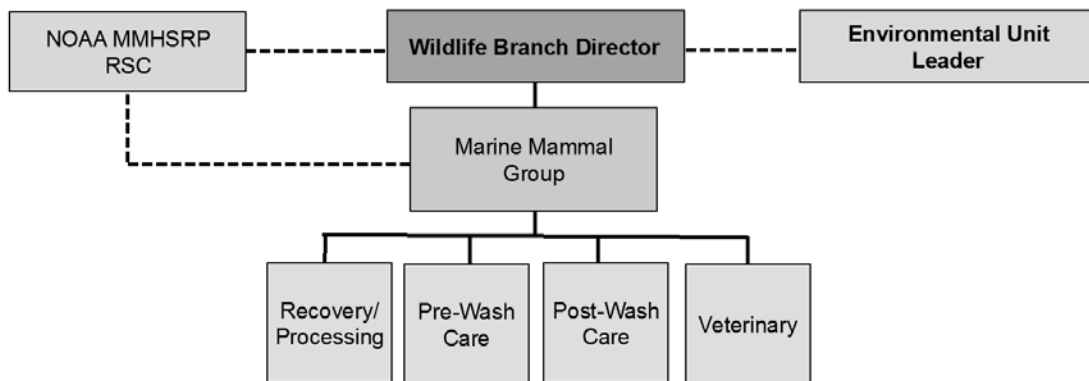 NOAA MMHSRP
RSC
Wildlife Branch Director
Environmental Unit
Leader
Marine Mammal
Group
Recovery/
Processing
Pre-Wash
Care
Post-Wash
Care
Veterinary